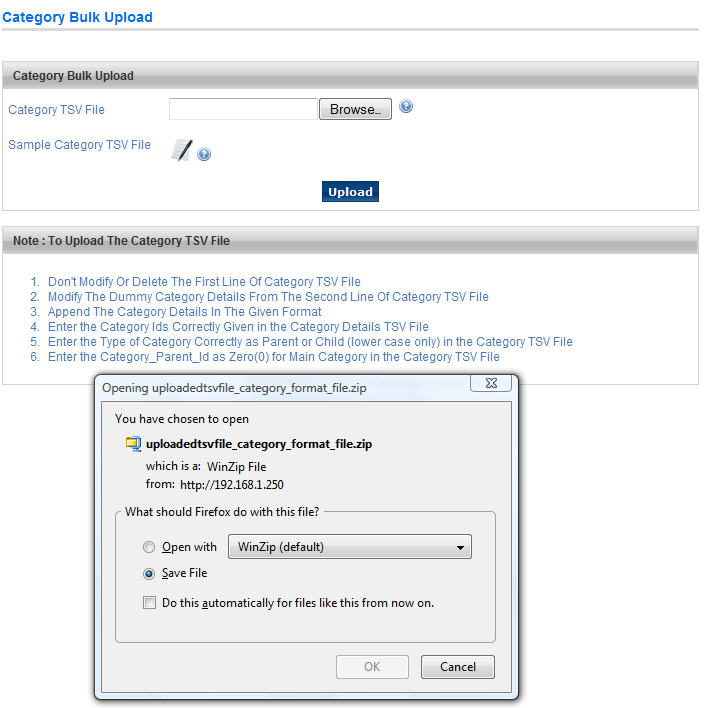 Category Bulk Upload
Category Bulk Upload
Category TSV File
Browse...
?
Sample Category TSV File
?
Upload
Note : To Upload The Category TSV File
1. Don't Modify Or Delete The First Line Of Category TSV File
2. Modify The Dummy Category Details From The Second Line Of Category TSV File
3. Append The Category Details In The Given Format
4. Enter the Category Ids Correctly Given in the Category Details TSV File
5. Enter the Type of Category Correctly as Parent or Child (lower case only) in the Category TSV File
6. Enter the Category_Parent_Id as Zero(0) for Main Category in the Category TSV File
Opening uploadedtsvfile_category_format_file.zip
You have chosen to open
uploadedtsvfile_category_format_file.zip
which is a: WinZip File
from: http://192.168.1.250
What should Firefox do with this file?
Open with WinZip (default)
Save File
Do this automatically for files like this from now on.
OK Cancel